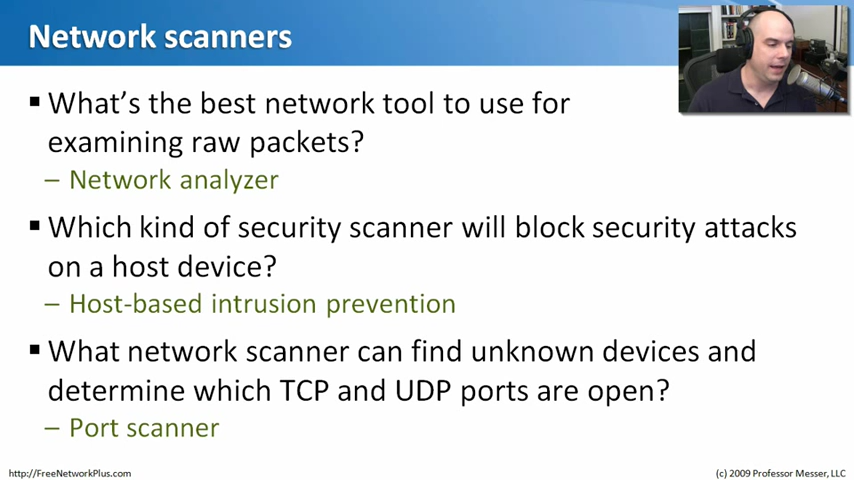 Network scanners
▪ What's the best network tool to use for
examining raw packets?
– Network analyzer
▪ Which kind of security scanner will block security attacks
on a host device?
– Host-based intrusion prevention
▪ What network scanner can find unknown devices and
determine which TCP and UDP ports are open?
– Port scanner
http://FreeNetworkPlus.com
(c) 2009 Professor Messer, LLC